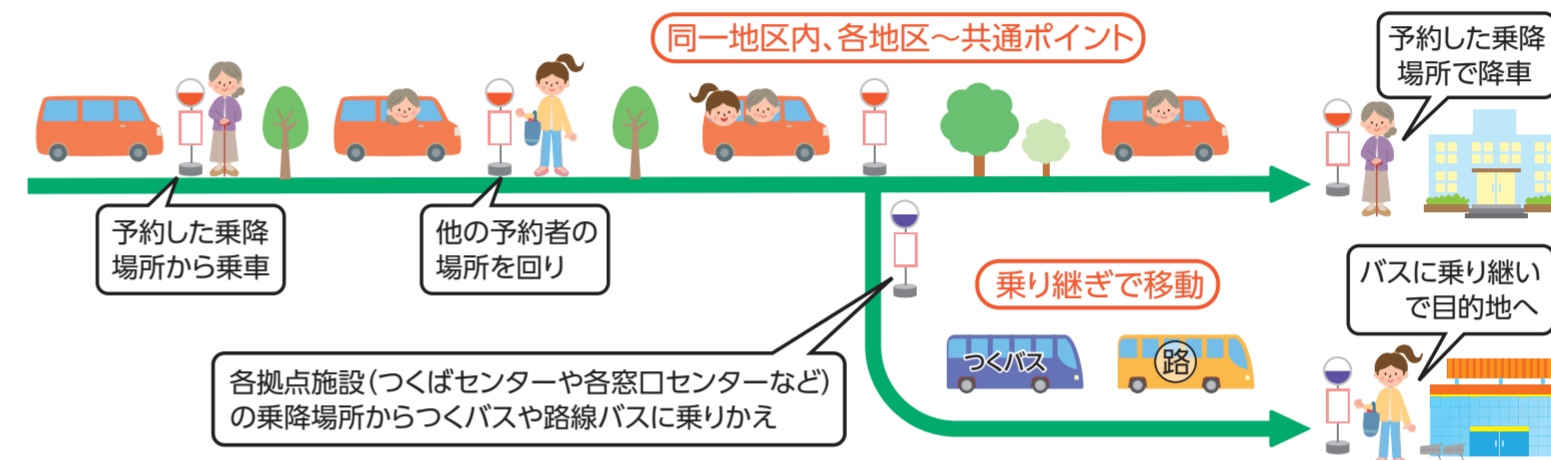 同一地区内、各地区～共通ポイント
予約した乗降
場所で降車
予約した乗降
場所から乗車
他の予約者の
場所を回り
乗り継ぎで移動
バスに乗り継い
で目的地へ
つくバス
路
各拠点施設(つくばセンターや各窓口センターなど)
の乗降場所からつくバスや路線バスに乗りかえ